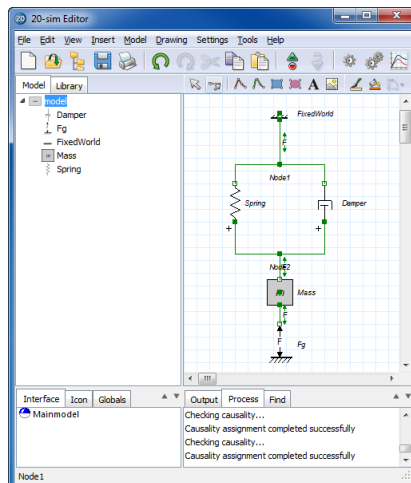 20-sim Editor
File Edit View Insert Model Drawing Settings Tools Help
Model Library
model
Damper
Fg
FixedWorld
Mass
Spring
FixedWorld
F
Node1
Spring
Damper
+ +
Node2
F
m Mass
F
F Fg
Interface Icon Globals
Mainmodel
Output Process Find
Checking causality...
Causality assignment completed successfully
Checking causality...
Causality assignment completed successfully
Node1